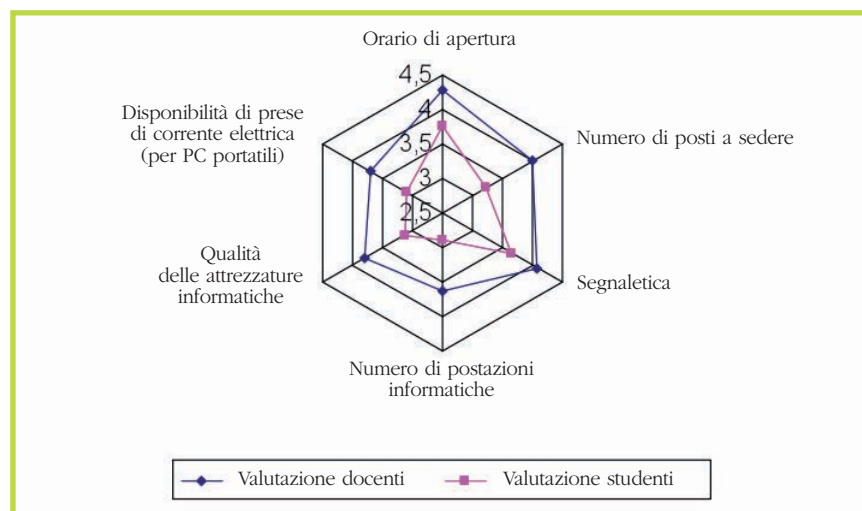 Orario di apertura
4,5
4
3,5
3
2,5
Disponibilità di prese
di corrente elettrica
(per PC portatili)
Numero di posti a sedere
Qualità
delle attrezzature
informatiche
Segnaletica
Numero di postazioni
informatiche
Valutazione docenti
Valutazione studenti